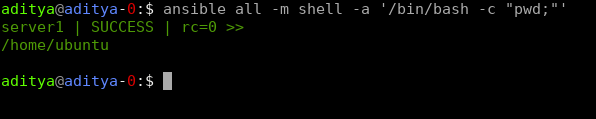 aditya@aditya-0:$ ansible all -m shell -a '/bin/bash -c "pwd;"'
server1 | SUCCESS | rc=0 >>
/home/ubuntu
aditya@aditya-0:$